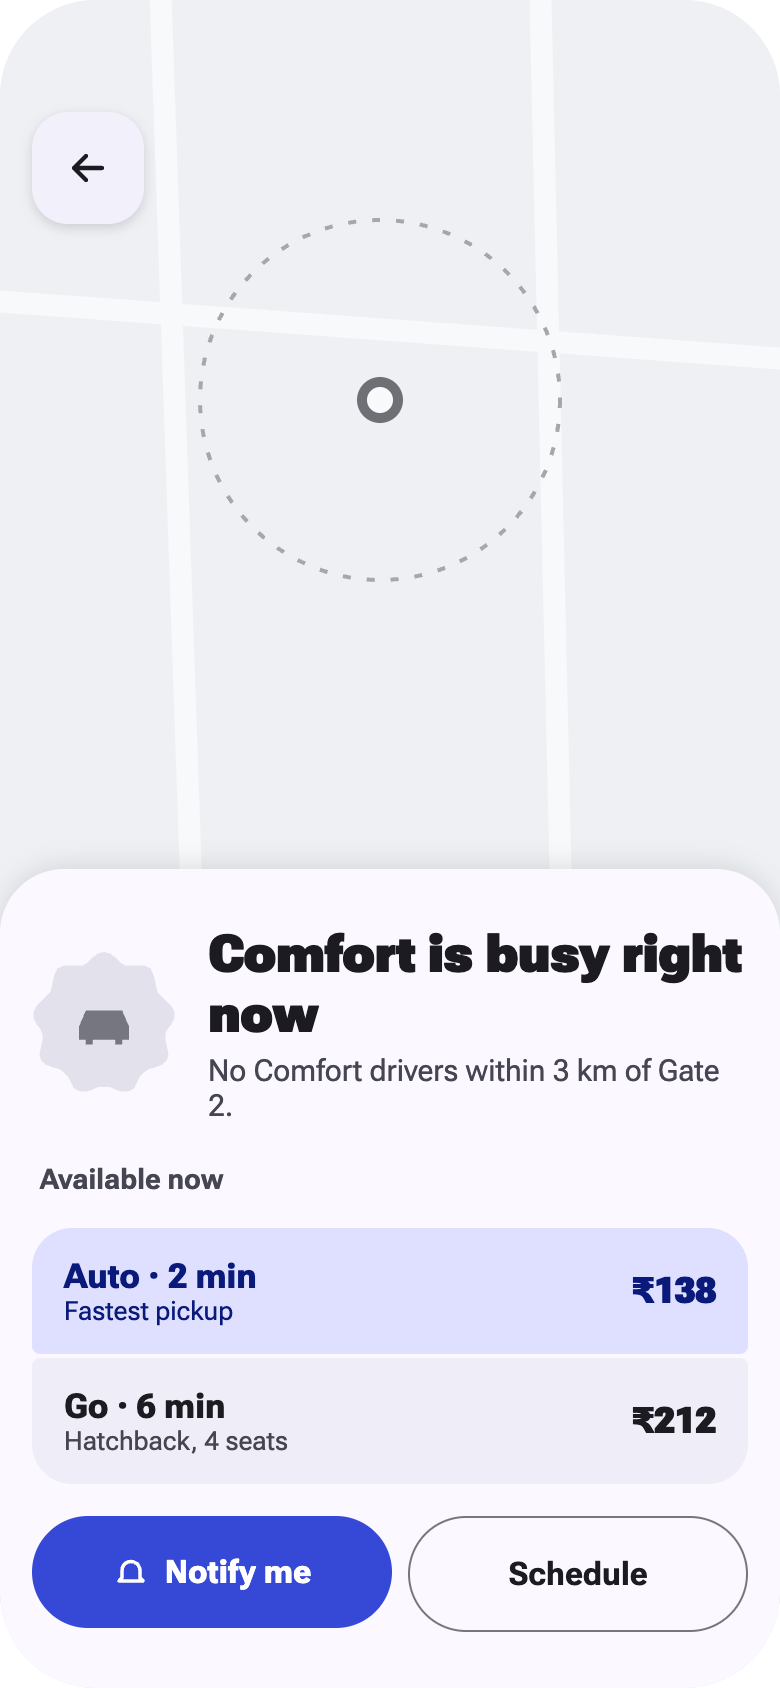 Comfort is busy right
now
No Comfort drivers within 3 km of Gate
2.
Available now
Auto · 2 min
Fastest pickup
₹138
Go · 6 min
Hatchback, 4 seats
₹212
Notify me
Schedule